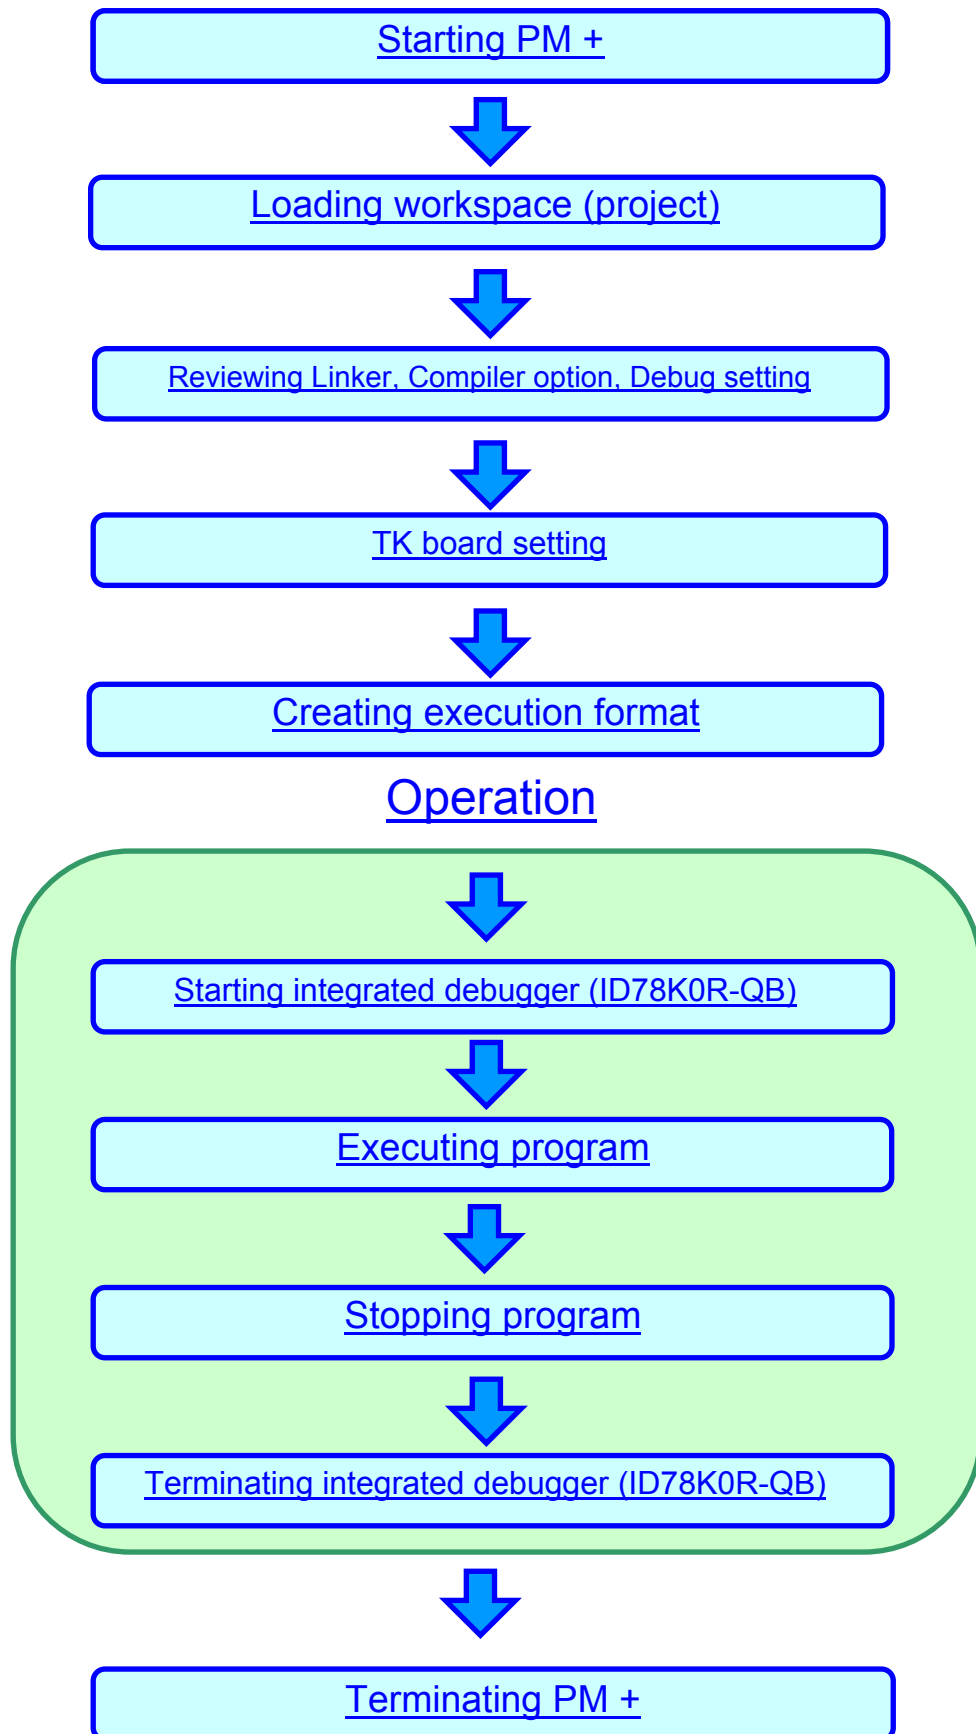 Starting PM +
Loading workspace (project)
Reviewing Linker, Compiler option, Debug setting
TK board setting
Creating execution format
Operation
Starting integrated debugger (ID78K0R-QB)
Executing program
Stopping program
Terminating integrated debugger (ID78K0R-QB)
Terminating PM +